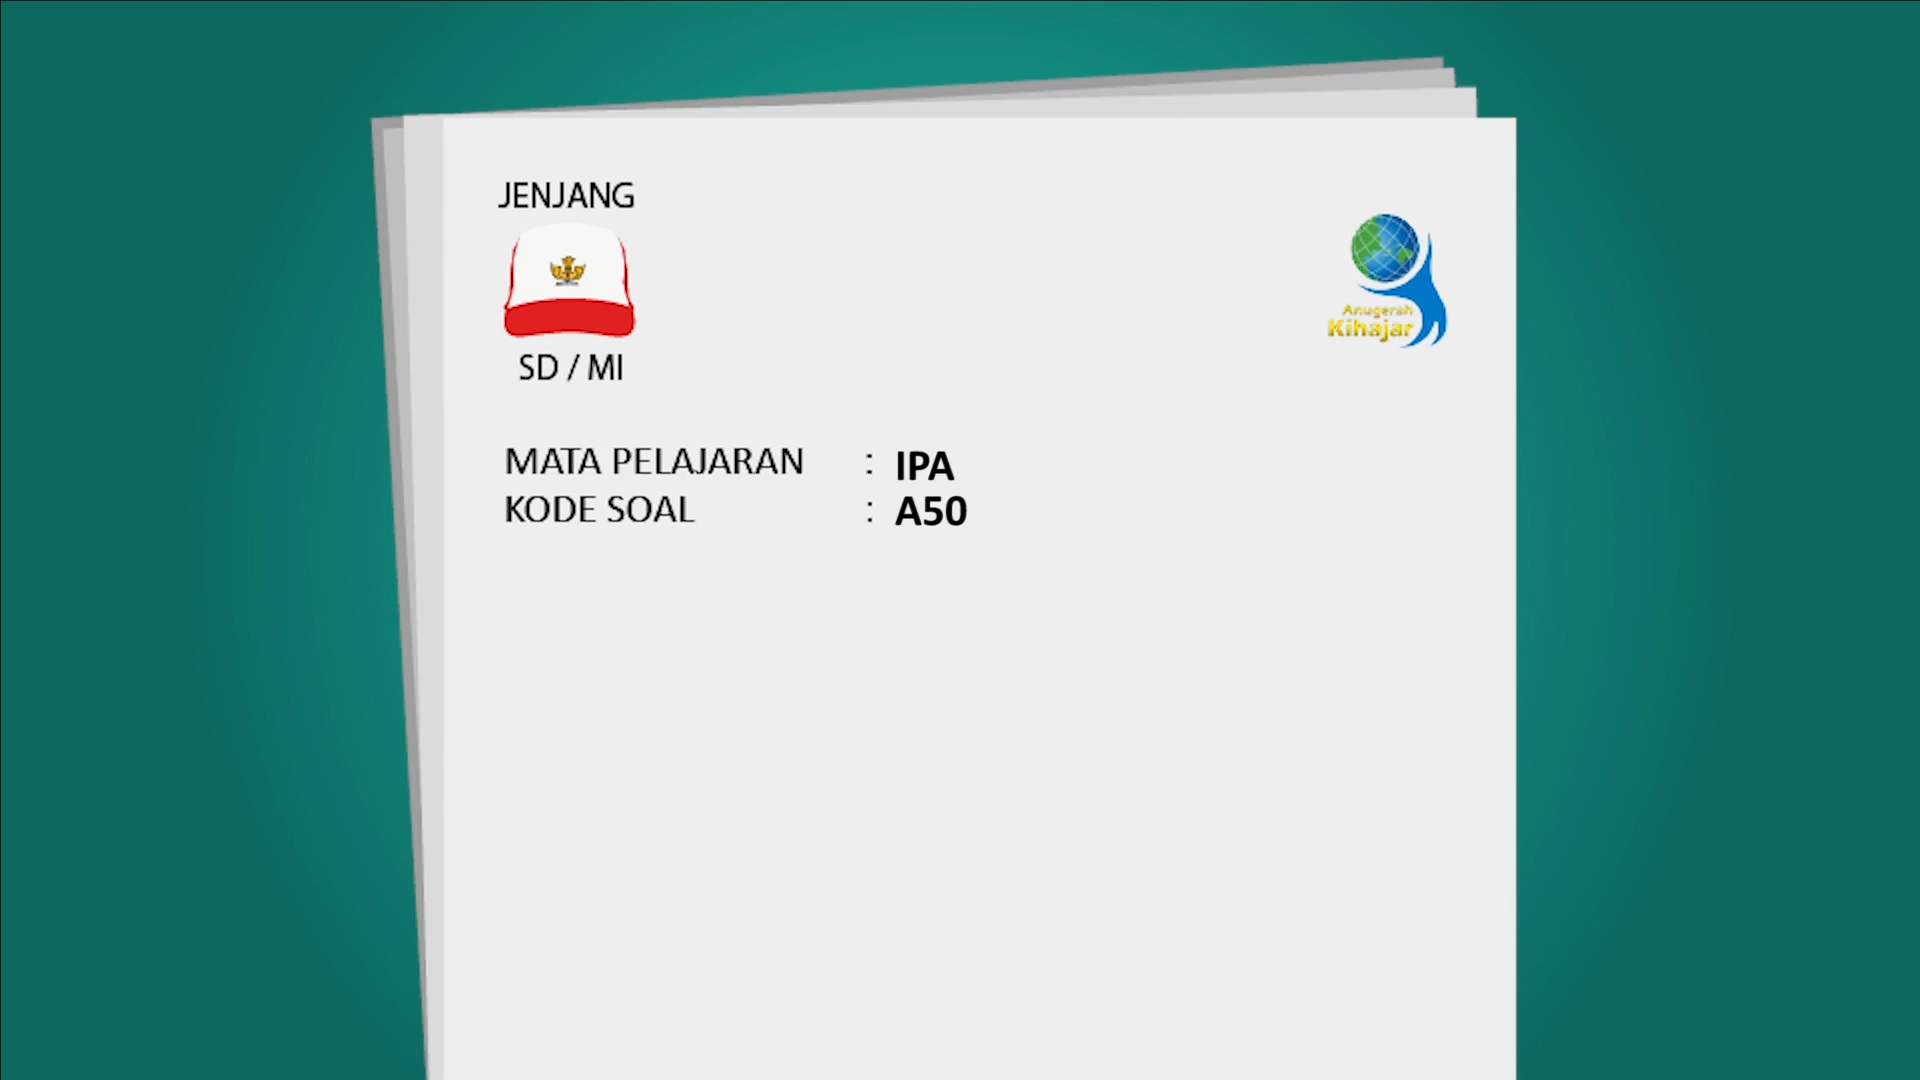 JENJANG
SD / MI
Anugerah
Kihajar
MATA PELAJARAN : IPA
KODE SOAL : A50